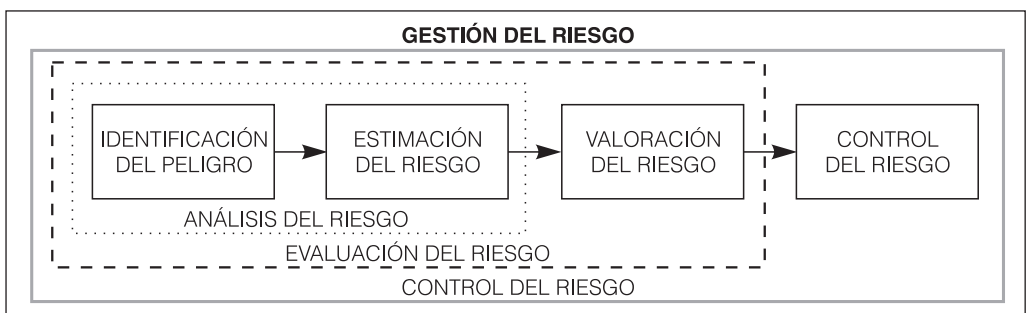 GESTIÓN DEL RIESGO
IDENTIFICACIÓN
DEL PELIGRO
ESTIMACIÓN
DEL RIESGO
VALORACIÓN
DEL RIESGO
CONTROL
DEL RIESGO
ANÁLISIS DEL RIESGO
EVALUACIÓN DEL RIESGO
CONTROL DEL RIESGO